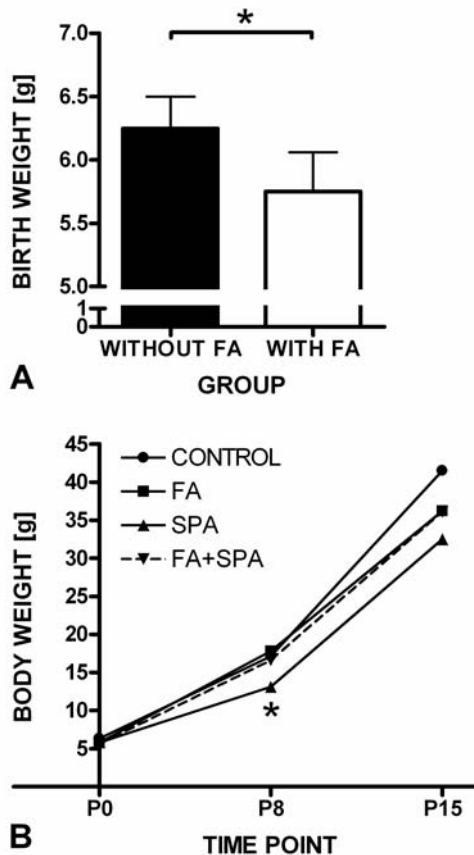 *
7.0
6.5
6.0
5.5
5.0
1
0
BIRTH WEIGHT [g]
WITHOUT FA WITH FA
GROUP
A
45
40
35
30
25
20
15
10
5
BODY WEIGHT [g]
CONTROL
FA
SPA
FA+SPA
*
P0 P8 P15
TIME POINT
B